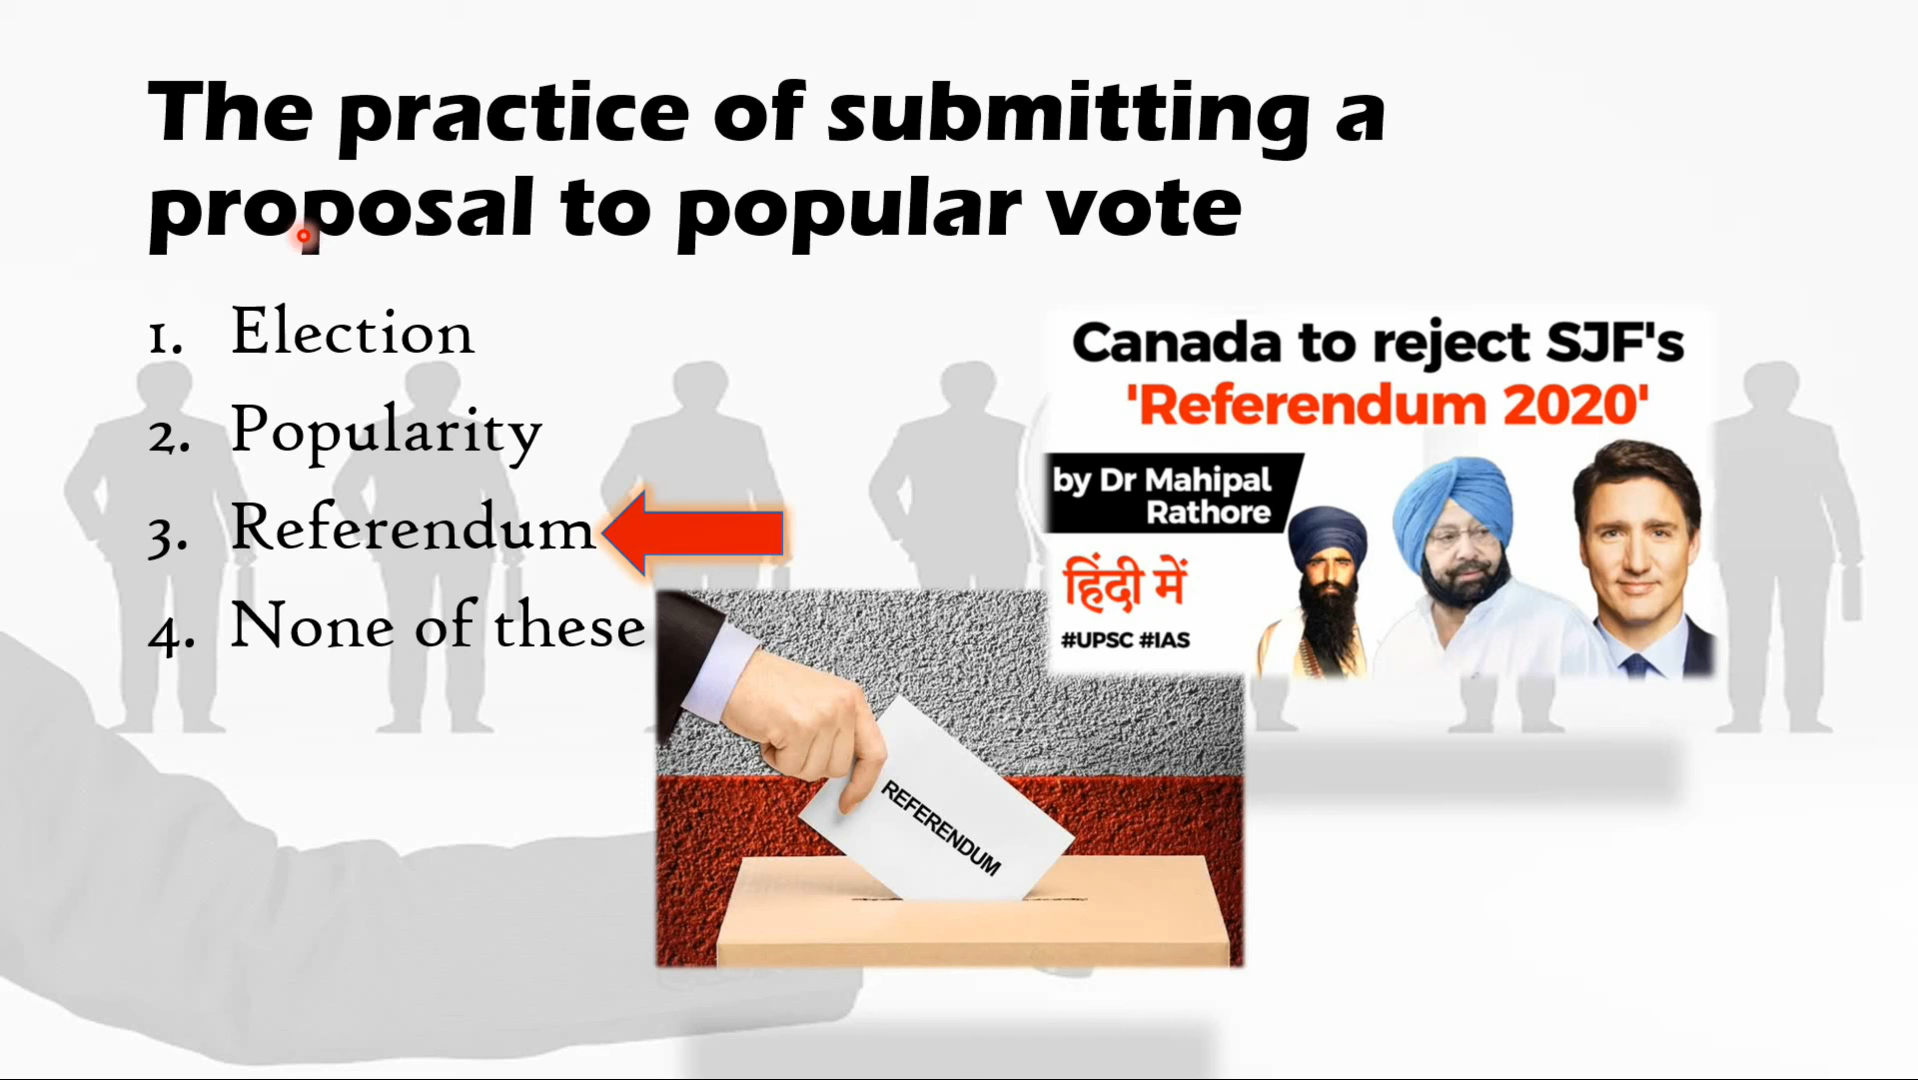 The practice of submitting a
proposal to popular vote
1. Election
2. Popularity
3. Referendum
4. None of these
Canada to reject SJF's
'Referendum 2020'
by Dr Mahipal
Rathore
हिंदी में
#UPSC #IAS
REFERENDUM